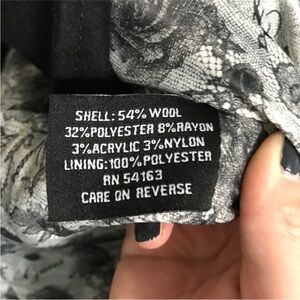 SHELL: 54% WOOL
32%POLYESTER 8%RAYON
3%ACRYLIC 3%NYLON
LINING: 100% POLYESTER
RN 54163
CARE ON REVERSE